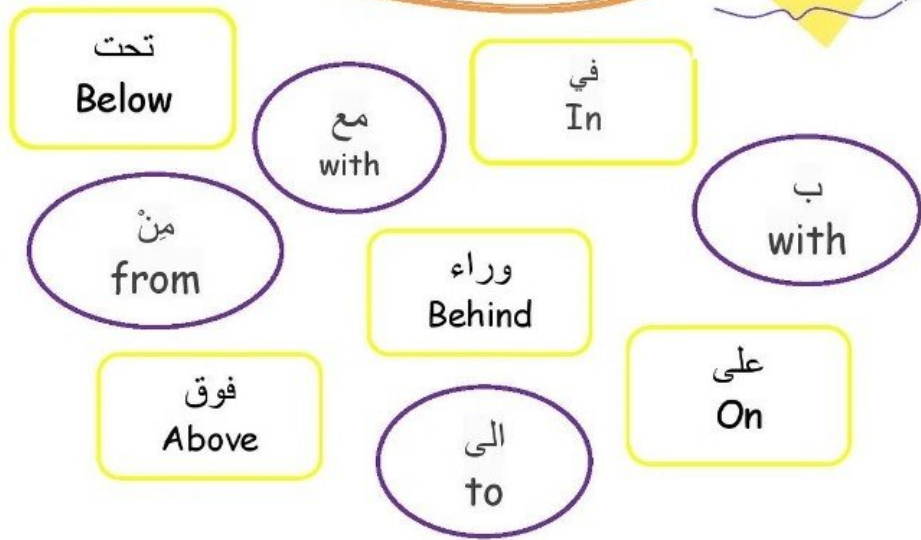 تحت
Below
مع
with
في
In
ب
with
مِنْ
from
وراء
Behind
على
On
فوق
Above
الى
to